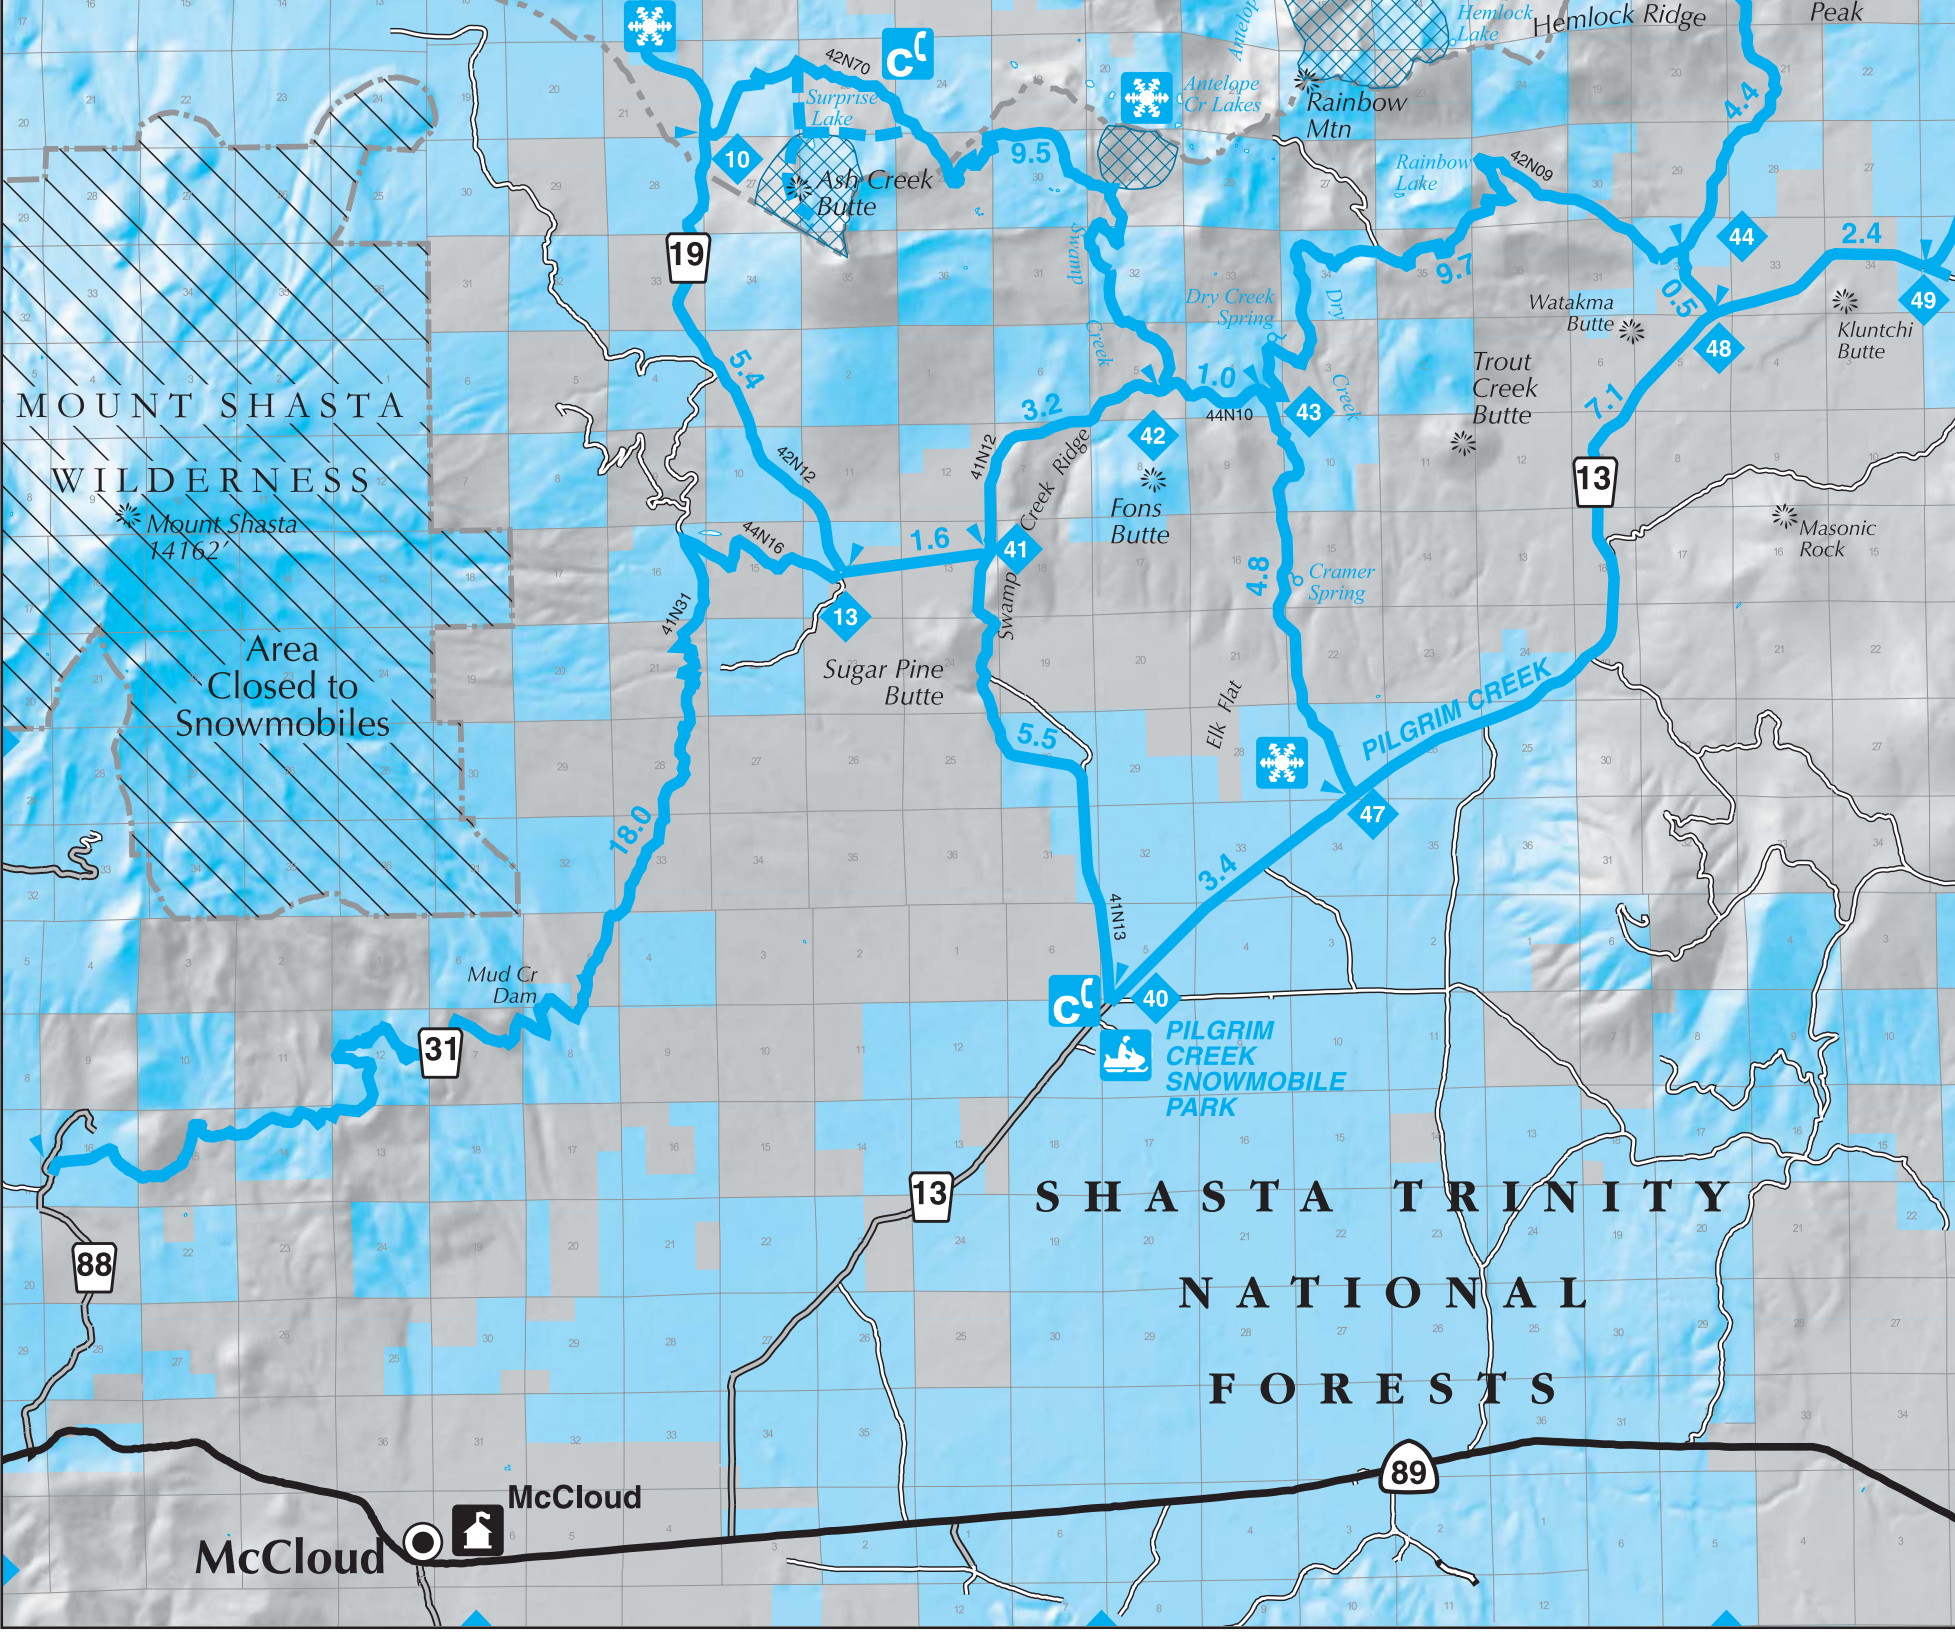 Hemlock
Lake
Hemlock Ridge
Peak
Antelop
42N70
C
Surprise
Lake
Antelope
Cr Lakes
Rainbow
Mtn
4.4
10
9.5
Ash Creek
Butte
Rainbow
Lake
42N09
19
Swamp
Creek
44
2.4
9.7
Dry Creek
Spring
Dry
Creek
Watakma
Butte
0.5
49
Kluntchi
Butte
48
5.4
1.0
44N10
43
Trout
Creek
Butte
7.1
MOUNT SHASTA
WILDERNESS
Mount Shasta
14162'
3.2
41N12
42
42N12
Fons
Butte
13
Masonic
Rock
44N16
1.6
41
Swamp Creek Ridge
4.8
Cramer
Spring
13
41N31
Area
Closed to
Snowmobiles
Sugar Pine
Butte
Elk Flat
PILGRIM CREEK
5.5
47
18.0
3.4
41N13
Mud Cr
Dam
C
40
PILGRIM
CREEK
SNOWMOBILE
PARK
31
13
SHASTA TRINITY
NATIONAL
FORESTS
88
89
McCloud
McCloud